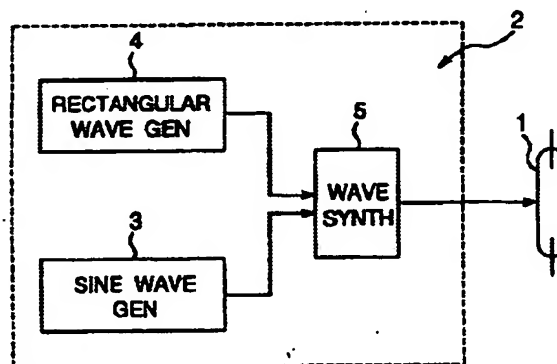 4
2
RECTANGULAR
WAVE GEN
5
1
WAVE
SYNTH
3
SINE WAVE
GEN